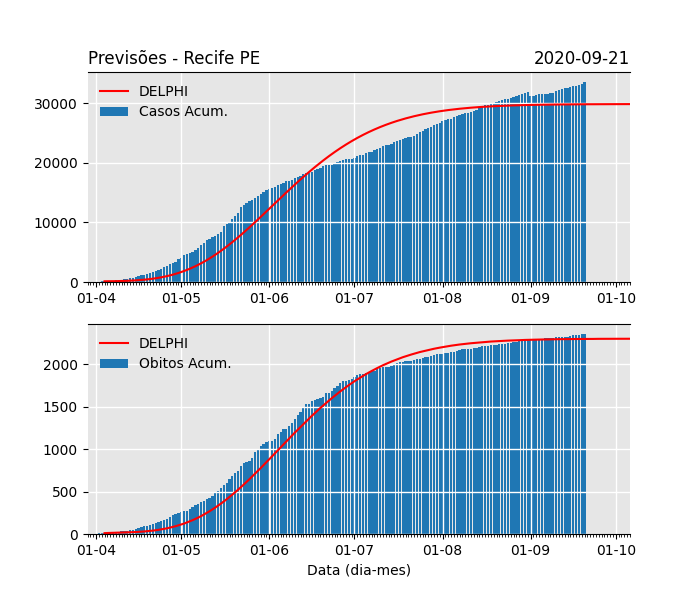 Previsões - Recife PE 2020-09-21
DELPHI
Casos Acum.
30000
20000
10000
0
01-04 01-05 01-06 01-07 01-08 01-09 01-10
DELPHI
Obitos Acum.
2000
1500
1000
500
0
01-04 01-05 01-06 01-07 01-08 01-09 01-10
Data (dia-mes)